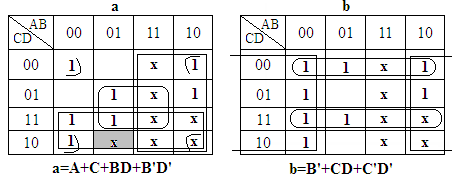 a
AB
CD 00 01 11 10
00 1 x 1
01 1 x 1
11 1 1 x x
10 1 x x x
a=A+C+BD+B'D'
b
AB
CD 00 01 11 10
00 1 1 x 1
01 1 x 1
11 1 1 x x
10 1 x x
b=B'+CD+C'D'